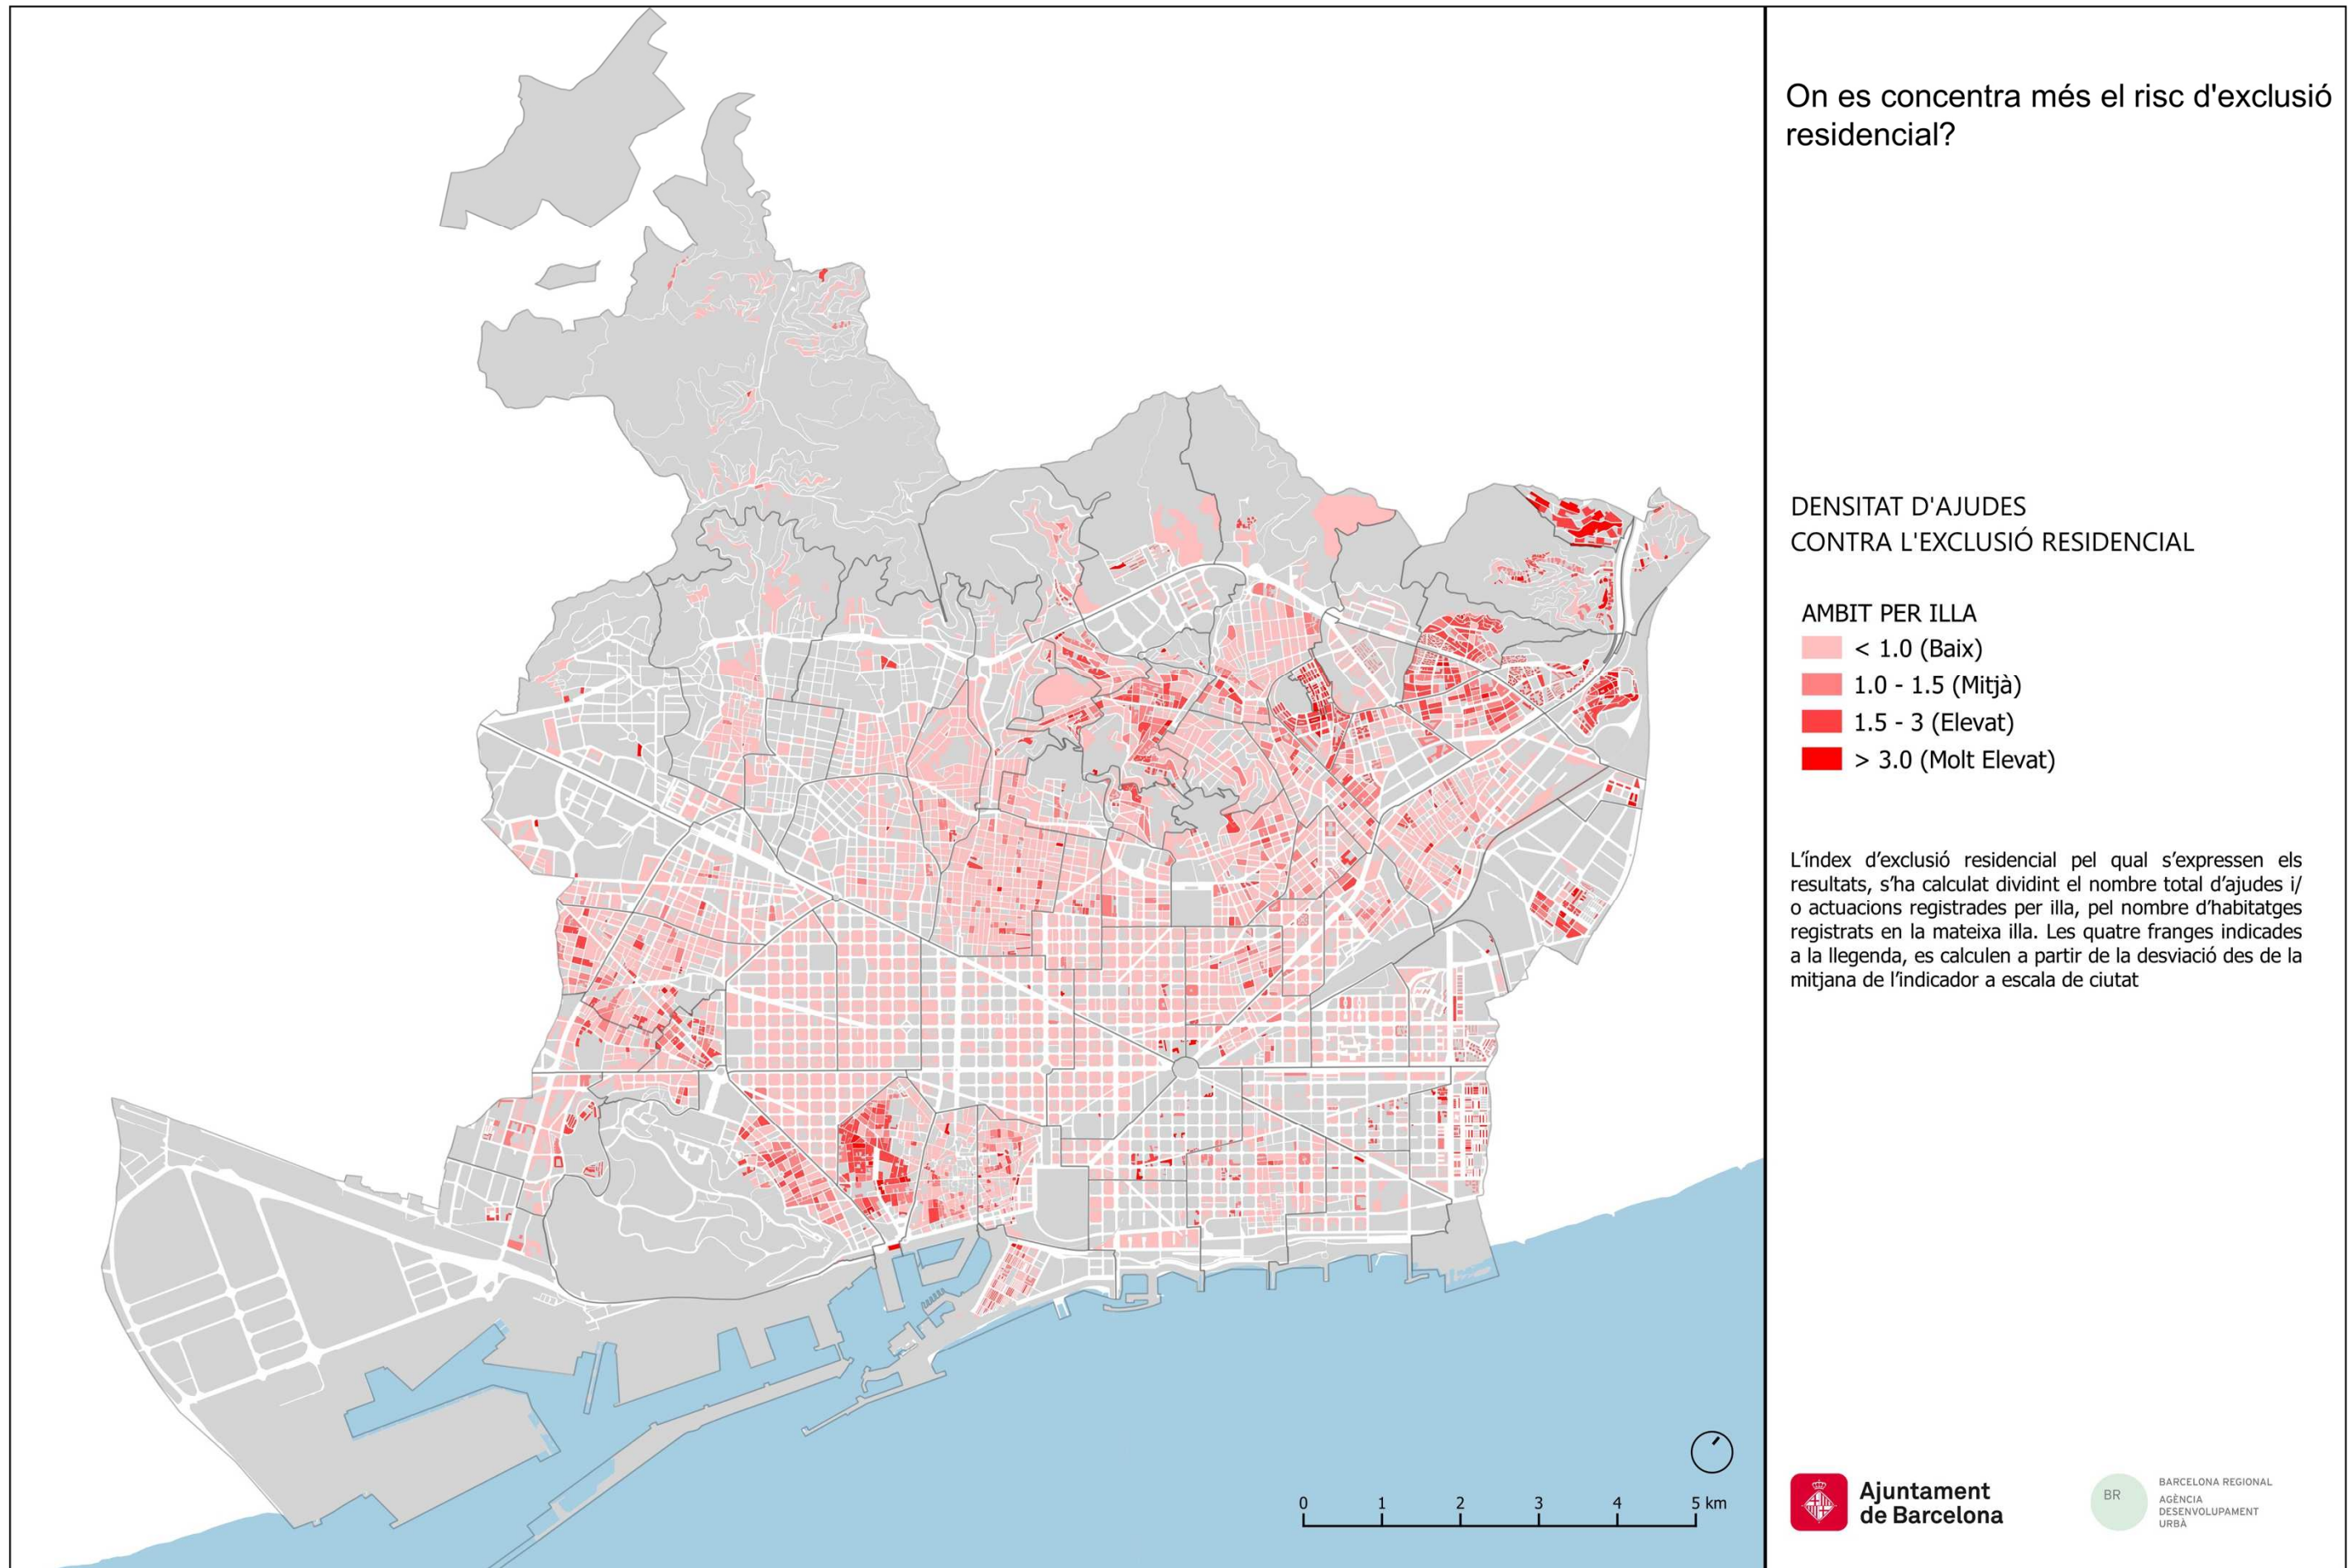 On es concentra més el risc d'exclusió
residencial?
DENSITAT D'AJUDES
CONTRA L'EXCLUSIÓ RESIDENCIAL
AMBIT PER ILLA
< 1.0 (Baix)
1.0 - 1.5 (Mitjà)
1.5 - 3 (Elevat)
> 3.0 (Molt Elevat)
L'índex d'exclusió residencial pel qual s'expressen els
resultats, s'ha calculat dividint el nombre total d'ajudes i/
o actuacions registrades per illa, pel nombre d'habitatges
registrats en la mateixa illa. Les quatre franges indicades
a la llegenda, es calculen a partir de la desviació des de la
mitjana de l'indicador a escala de ciutat
0 1 2 3 4 5 km
Ajuntament
de Barcelona
BR
BARCELONA REGIONAL
AGÈNCIA
DESENVOLUPAMENT
URBÀ